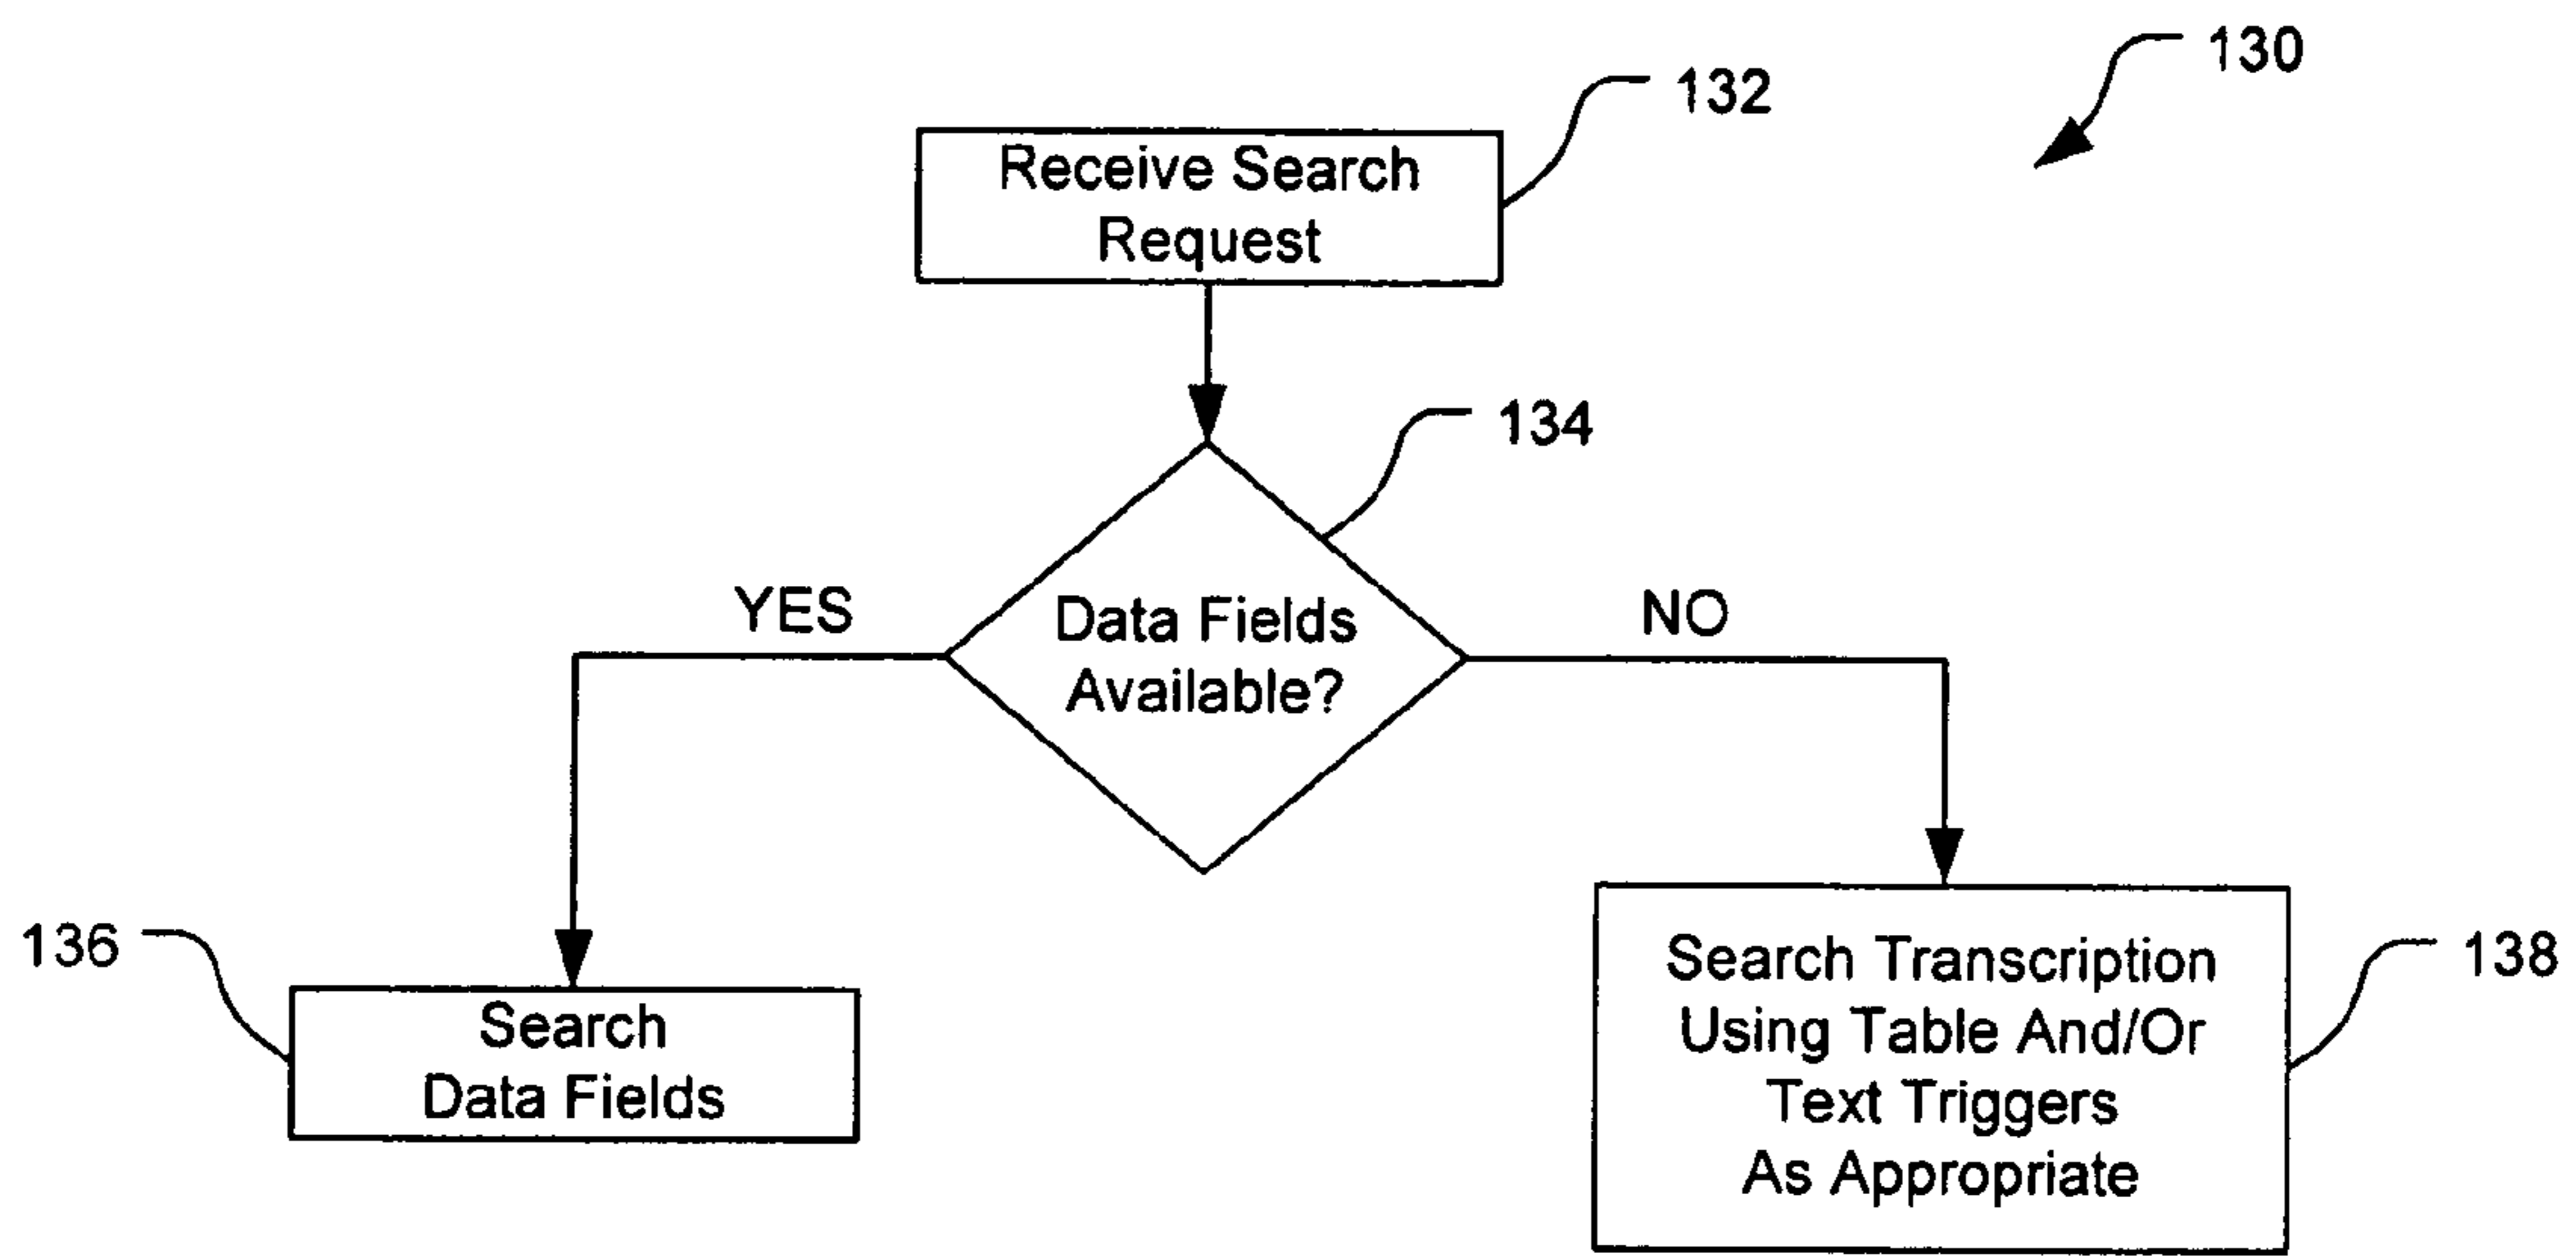 130
132
Receive Search
Request
134
YES
Data Fields
Available?
NO
136
Search
Data Fields
138
Search Transcription
Using Table And/Or
Text Triggers
As Appropriate